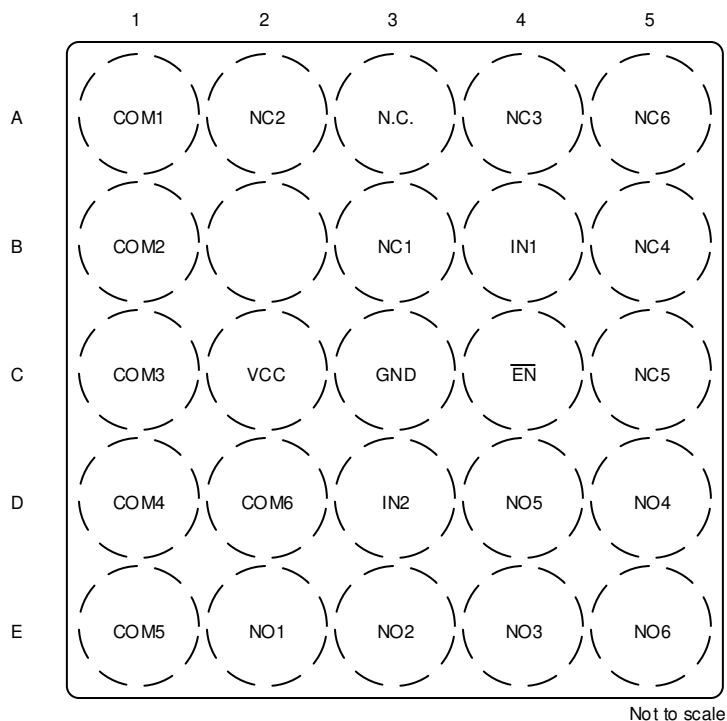 1 2 3 4 5
A COM1 NC2 N.C. NC3 NC6
B COM2 NC1 IN1 NC4
C COM3 VCC GND E̅N̅ NC5
D COM4 COM6 IN2 NO5 NO4
E COM5 NO1 NO2 NO3 NO6
Not to scale